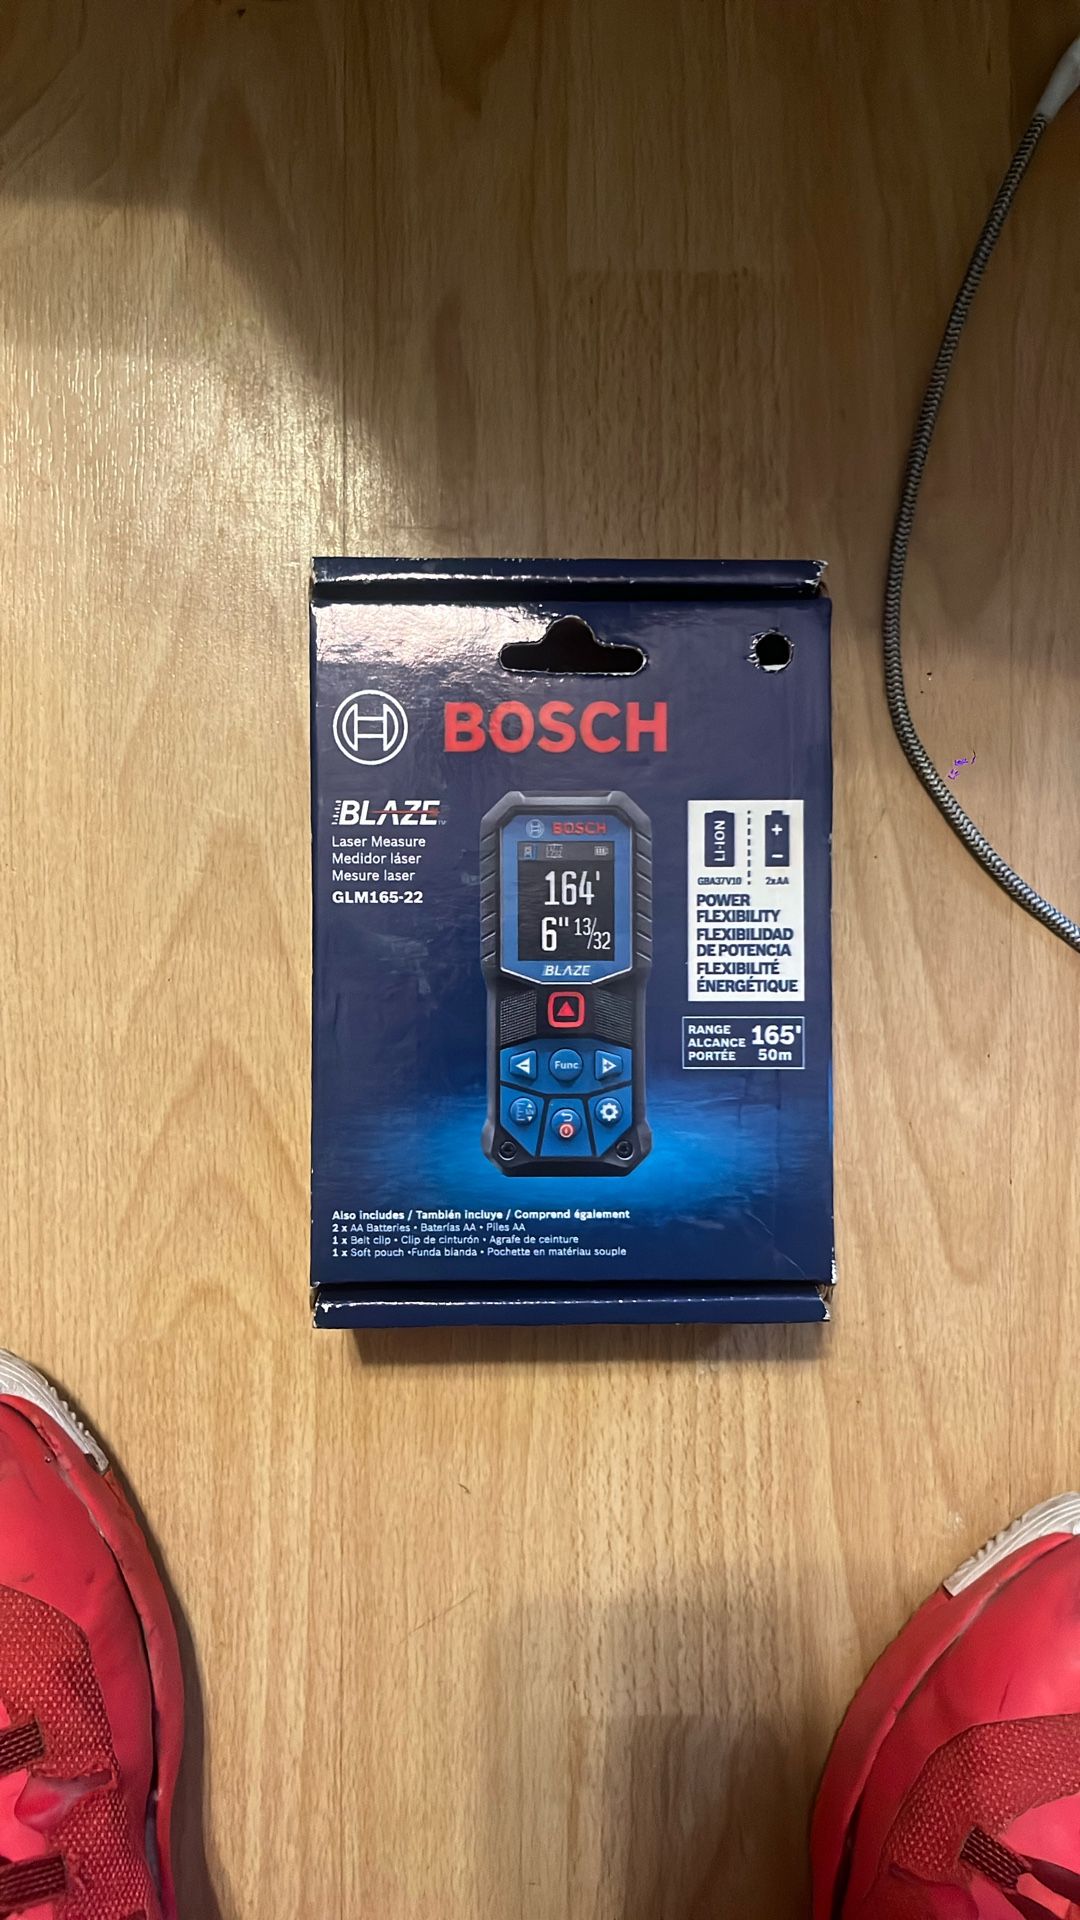 BOSCH
BLAZE™
Laser Measure
Medidor láser
Mesure laser
GLM165-22
BOSCH
164'
6" 13/32
BLAZE
Func
LI-ION
+
−
GBA37V10
2xAA
POWER
FLEXIBILITY
FLEXIBILIDAD
DE POTENCIA
FLEXIBILITÉ
ÉNERGÉTIQUE
RANGE
ALCANCE
PORTÉE
165'
50m
Also includes / También incluye / Comprend également
2 x AA Batteries • Baterías AA • Piles AA
1 x Belt clip • Clip de cinturón • Agrafe de ceinture
1 x Soft pouch •Funda blanda • Pochette en matériau souple